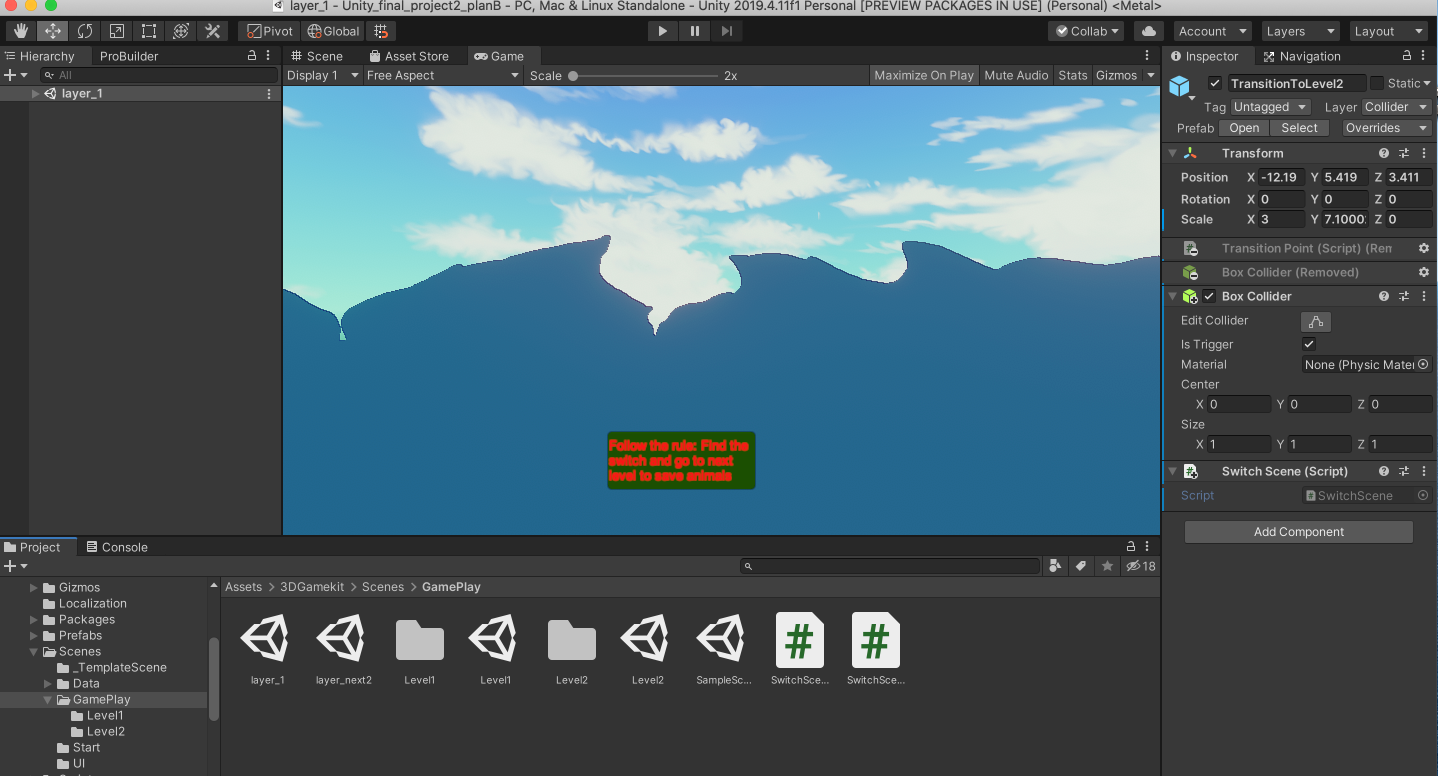 layer_1 - Unity_final_project2_planB - PC, Mac & Linux Standalone - Unity 2019.4.11f1 Personal [PREVIEW PACKAGES IN USE] (Personal) <Metal>
Pivot Global Collab Account Layers Layout
Hierarchy ProBuilder
All
layer_1
Scene Asset Store Game
Display 1 Free Aspect Scale 2x Maximize On Play Mute Audio Stats Gizmos
Follow the rule: Find the
switch and go to next
level to save animals
Inspector Navigation
TransitionToLevel2 Static
Tag Untagged Layer Collider
Prefab Open Select Overrides
Transform
Position X -12.19 Y 5.419 Z 3.411
Rotation X 0 Y 0 Z 0
Scale X 3 Y 7.1000 Z 0
Transition Point (Script) (Rem
Box Collider (Removed)
Box Collider
Edit Collider
Is Trigger
Material None (Physic Mater
Center
X 0 Y 0 Z 0
Size
X 1 Y 1 Z 1
Switch Scene (Script)
Script SwitchScene
Add Component
Project Console
18
Gizmos
Localization
Packages
Prefabs
Scenes
_TemplateScene
Data
GamePlay
Level1
Level2
Start
UI
Assets > 3DGamekit > Scenes > GamePlay
layer_1 layer_next2 Level1 Level1 Level2 Level2 SampleSc... SwitchSce... SwitchSce...